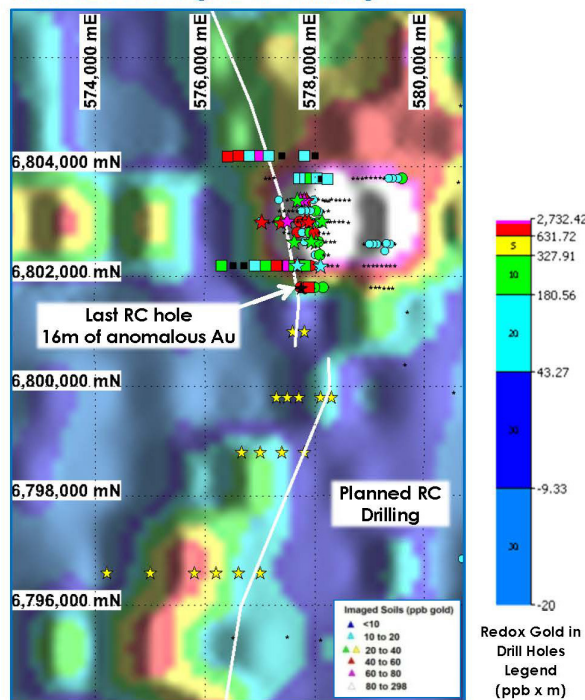 574,000 mE
576,000 mE
578,000 mE
580,000 mE
6,804,000 mN
6,802,000 mN
Last RC hole
16m of anomalous Au
6,800,000 mN
6,798,000 mN
Planned RC
Drilling
6,796,000 mN
Imaged Soils (ppb gold)
<10
10 to 20
20 to 40
40 to 60
60 to 80
80 to 298
2,732.42
631.72
5
327.91
10
180.56
20
43.27
30
-9.33
30
-20
Redox Gold in
Drill Holes
Legend
(ppb x m)